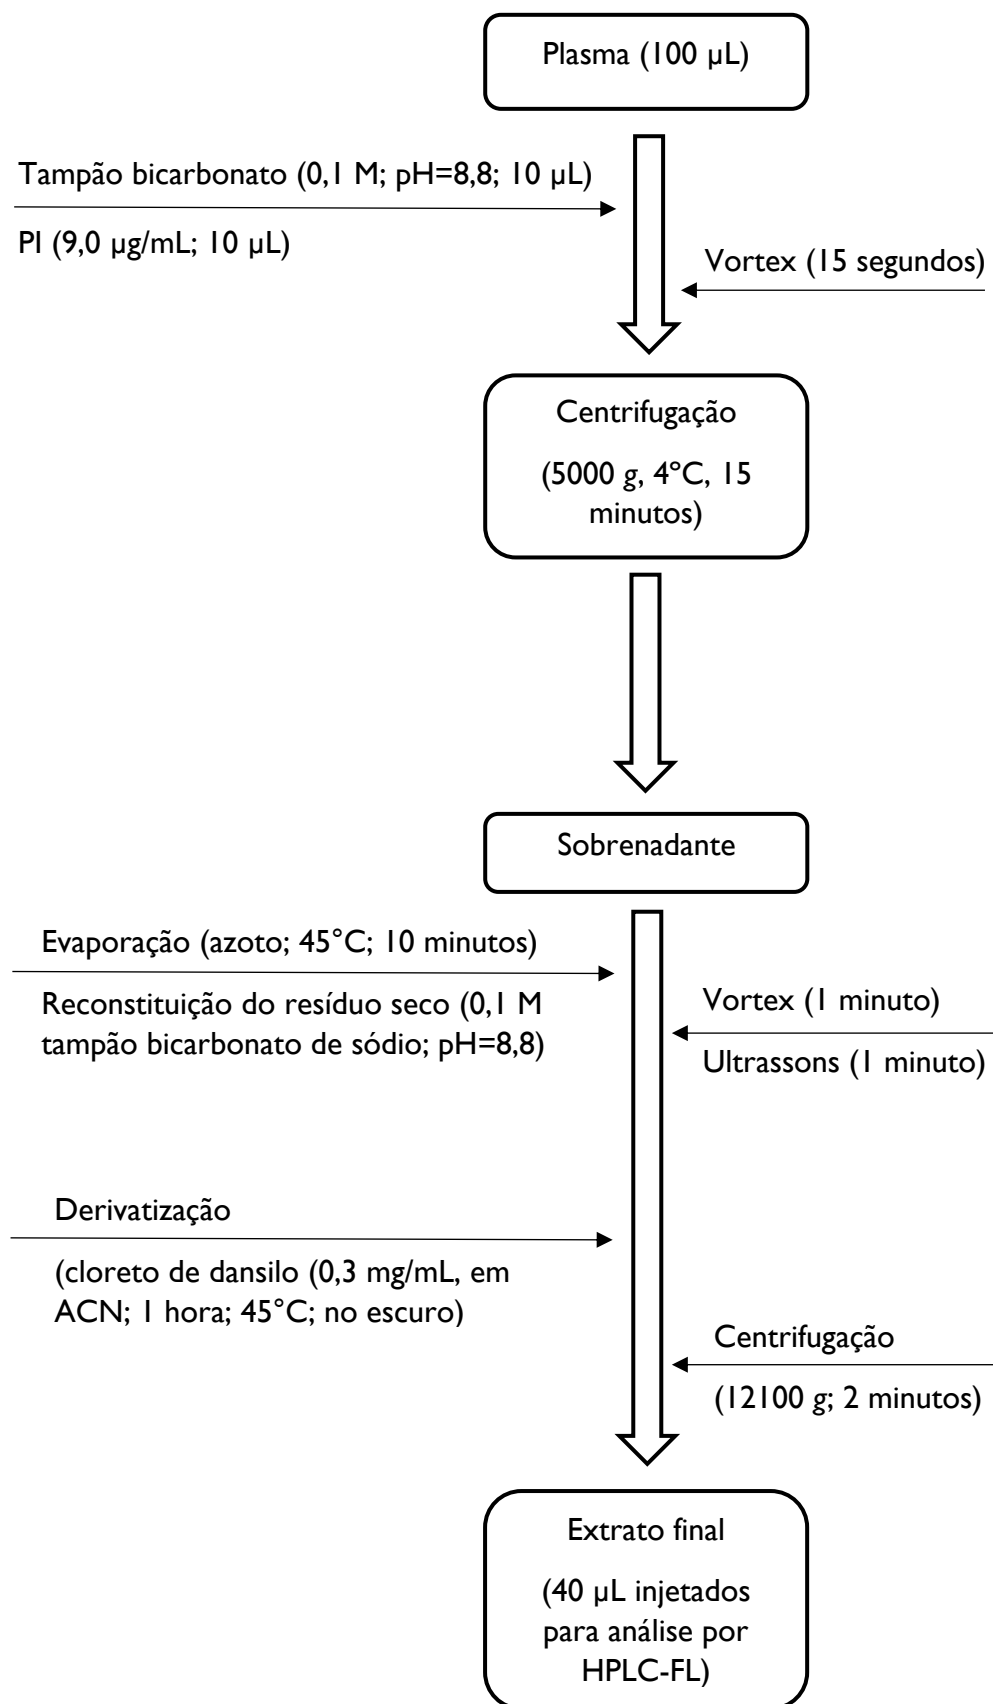 Plasma (100 µL)
Tampão bicarbonato (0,1 M; pH=8,8; 10 µL)
PI (9,0 µg/mL; 10 µL)
Vortex (15 segundos)
Centrifugação
(5000 g, 4ºC, 15
minutos)
Sobrenadante
Evaporação (azoto; 45°C; 10 minutos)
Reconstituição do resíduo seco (0,1 M
tampão bicarbonato de sódio; pH=8,8)
Vortex (1 minuto)
Ultrassons (1 minuto)
Derivatização
(cloreto de dansilo (0,3 mg/mL, em
ACN; 1 hora; 45°C; no escuro)
Centrifugação
(12100 g; 2 minutos)
Extrato final
(40 µL injetados
para análise por
HPLC-FL)